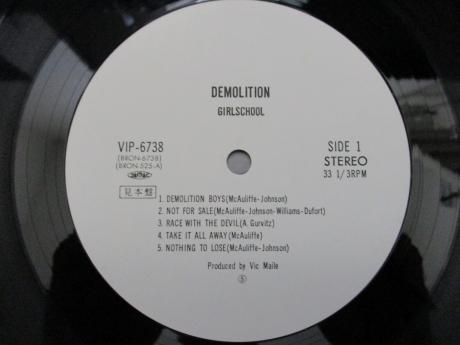 DEMOLITION
GIRLSCHOOL
VIP-6738
(BRON-6738)
(BRON-525-A)
SIDE 1
STEREO
33 1/3RPM
見本盤
1. DEMOLITION BOYS(McAuliffe-Johnson)
2. NOT FOR SALE(McAuliffe-Johnson-Williams-Dufort)
3. RACE WITH THE DEVIL(A. Gurvitz)
4. TAKE IT ALL AWAY(McAuliffe)
5. NOTHING TO LOSE(McAuliffe-Johnson)
Produced by Vic Maile
Ⓢ